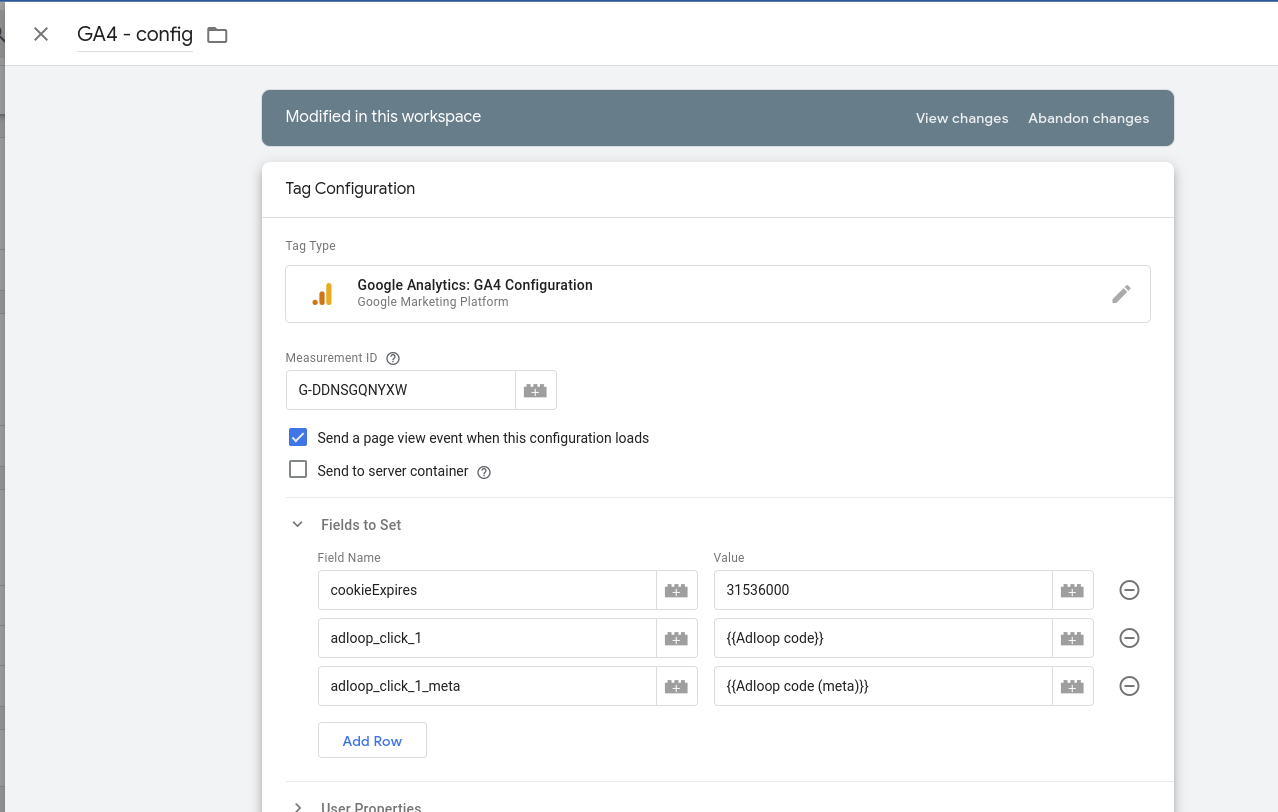 GA4 - config
Modified in this workspace
View changes
Abandon changes
Tag Configuration
Tag Type
Google Analytics: GA4 Configuration
Google Marketing Platform
Measurement ID
G-DDNSGQNYXW
Send a page view event when this configuration loads
Send to server container
Fields to Set
Field Name Value
cookieExpires 31536000
adloop_click_1 {{Adloop code}}
adloop_click_1_meta {{Adloop code (meta)}}
Add Row
User Properties